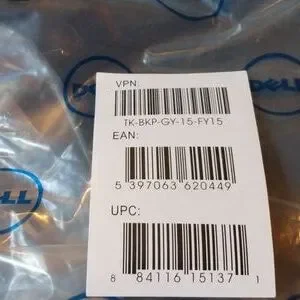 DELL
DELL
VPN:
TK-BKP-GY-15-FY15
EAN:
5 397063 620449
UPC:
8 84116 15137 1